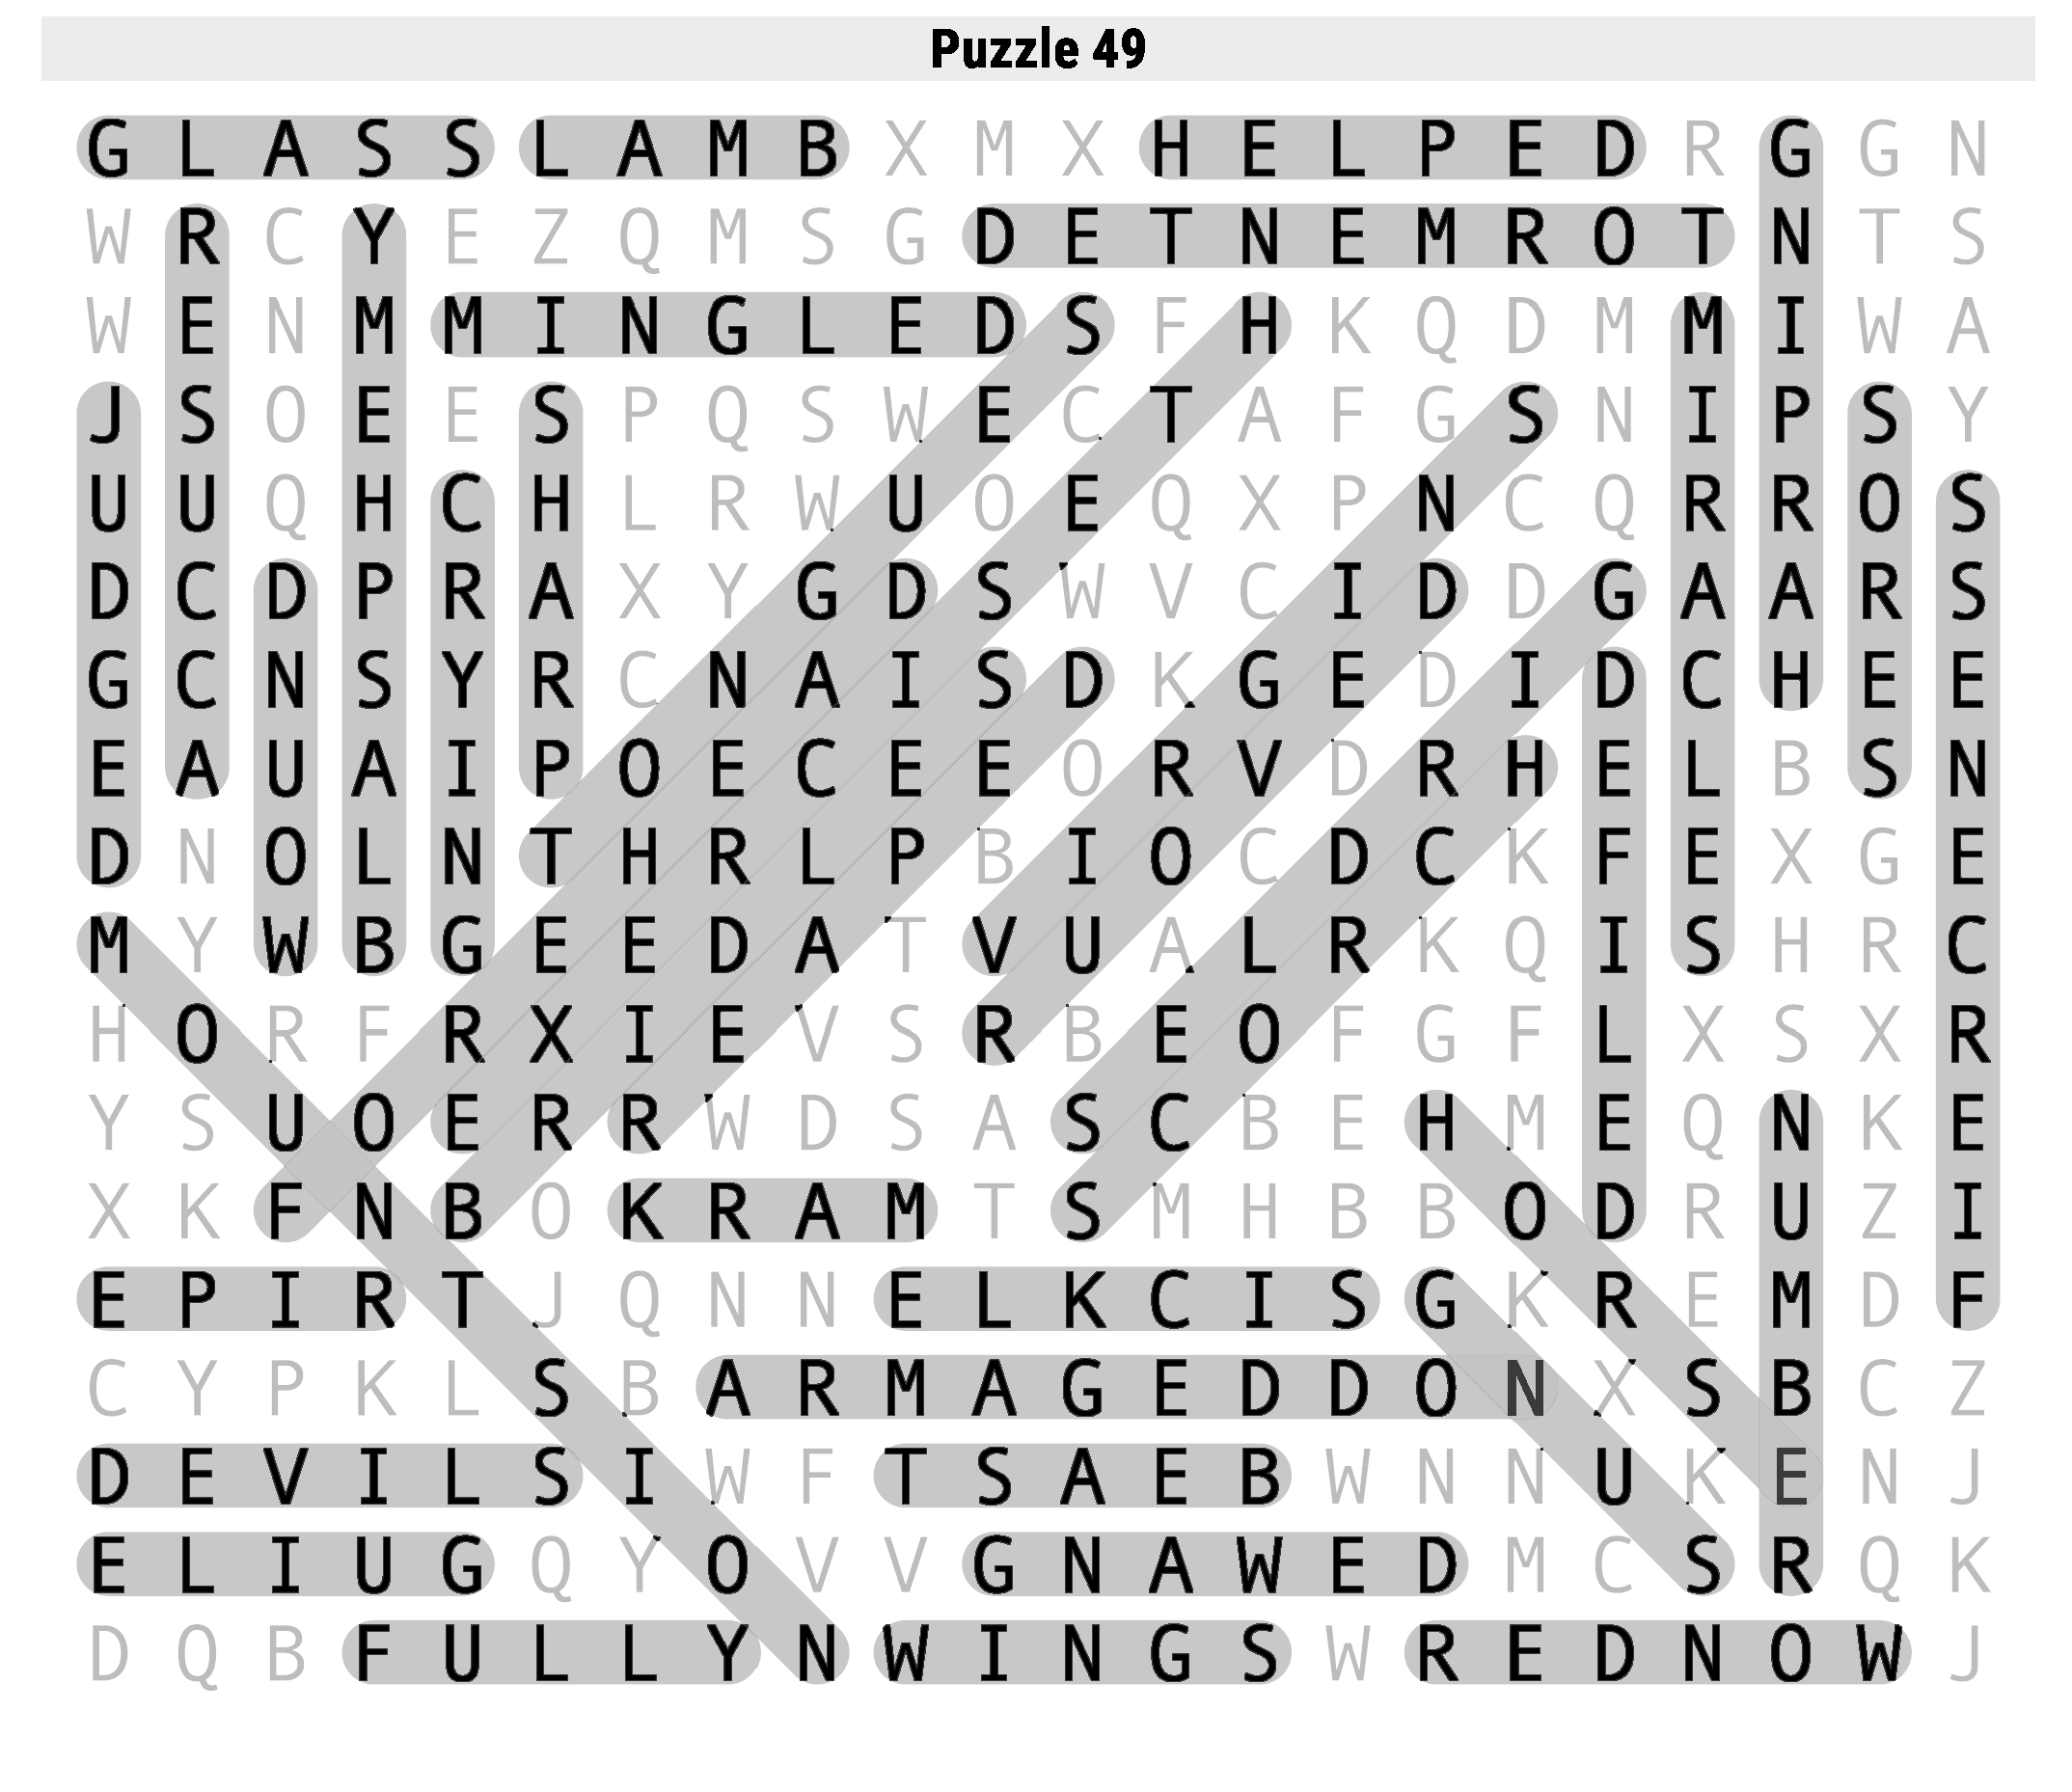 Puzzle 49
G L A S S L A M B X M X H E L P E D R G G N
W R C Y E Z Q M S G D E T N E M R O T N T S
W E N M M I N G L E D S F H K Q D M M I W A
J S O E E S P Q S W E C T A F G S N I P S Y
U U Q H C H L R W U O E Q X P N C Q R R O S
D C D P R A X Y G D S W V C I D D G A A R S
G C N S Y R C N A I S D K G E D I D C H E E
E A U A I P O E C E E O R V D R H E L B S N
D N O L N T H R L P B I O C D C K F E X G E
M Y W B G E E D A T V U A L R K Q I S H R C
H O R F R X I E V S R B E O F G F L X S X R
Y S U O E R R W D S A S C B E H M E Q N K E
X K F N B O K R A M T S M H B B O D R U Z I
E P I R T J Q N N E L K C I S G K R E M D F
C Y P K L S B A R M A G E D D O N X S B C Z
D E V I L S I W F T S A E B W N N U K E N J
E L I U G Q Y O V V G N A W E D M C S R Q K
D Q B F U L L Y N W I N G S W R E D N O W J